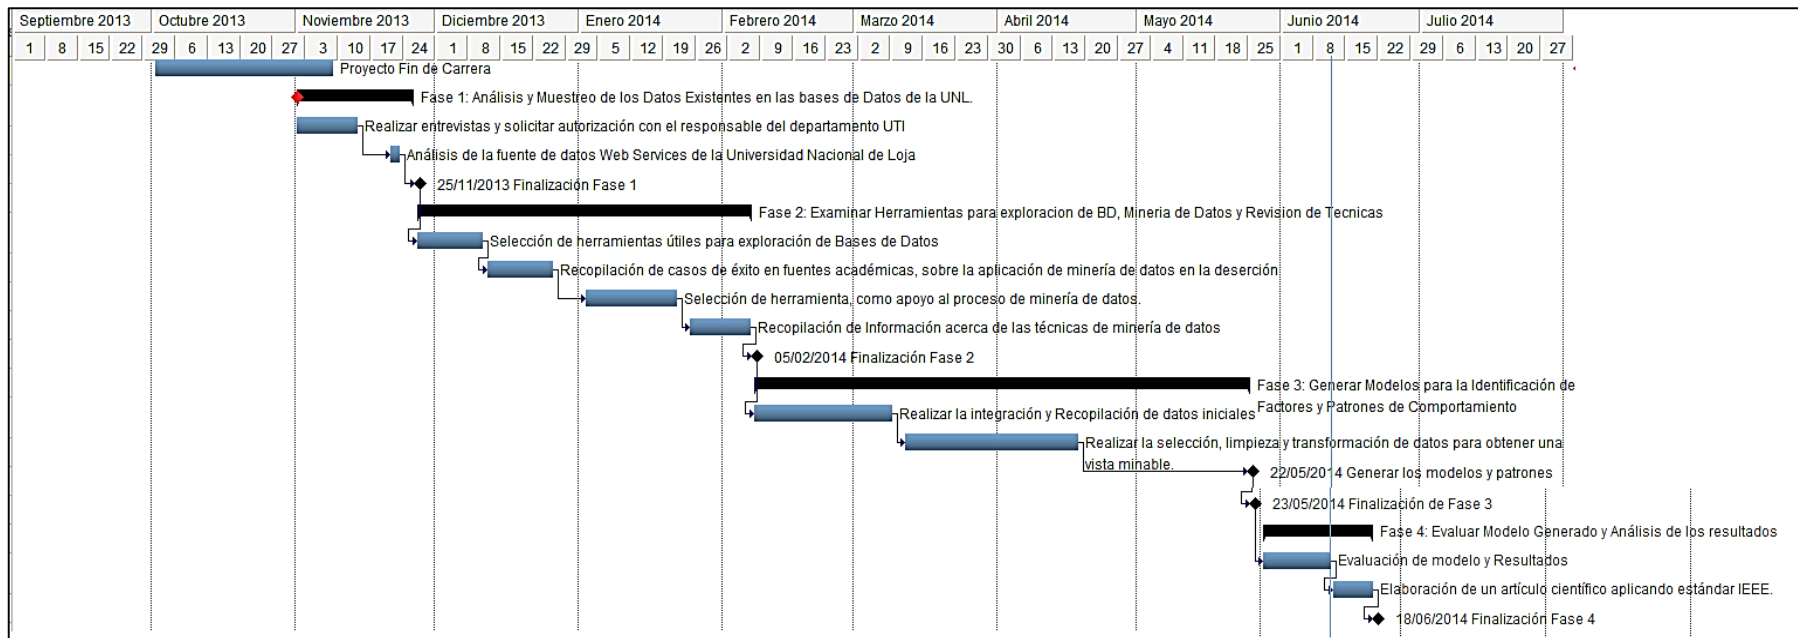 Septiembre 2013 Octubre 2013 Noviembre 2013 Diciembre 2013 Enero 2014 Febrero 2014 Marzo 2014 Abril 2014 Mayo 2014 Junio 2014 Julio 2014
1 8 15 22 29 6 13 20 27 3 10 17 24 1 8 15 22 29 5 12 19 26 2 9 16 23 2 9 16 23 30 6 13 20 27 4 11 18 25 1 8 15 22 29 6 13 20 27
Proyecto Fin de Carrera
Fase 1: Análisis y Muestreo de los Datos Existentes en las bases de Datos de la UNL.
Realizar entrevistas y solicitar autorización con el responsable del departamento UTI
Análisis de la fuente de datos Web Services de la Universidad Nacional de Loja
25/11/2013 Finalización Fase 1
Fase 2: Examinar Herramientas para exploracion de BD, Mineria de Datos y Revision de Tecnicas
Selección de herramientas útiles para exploración de Bases de Datos
Recopilación de casos de éxito en fuentes académicas, sobre la aplicación de minería de datos en la deserción
Selección de herramienta, como apoyo al proceso de minería de datos.
Recopilación de Información acerca de las técnicas de minería de datos
05/02/2014 Finalización Fase 2
Fase 3: Generar Modelos para la Identificación de
Factores y Patrones de Comportamiento
Realizar la integración y Recopilación de datos iniciales
Realizar la selección, limpieza y transformación de datos para obtener una
vista minable.
22/05/2014 Generar los modelos y patrones
23/05/2014 Finalización de Fase 3
Fase 4: Evaluar Modelo Generado y Análisis de los resultados
Evaluación de modelo y Resultados
Elaboración de un artículo científico aplicando estándar IEEE.
18/06/2014 Finalización Fase 4